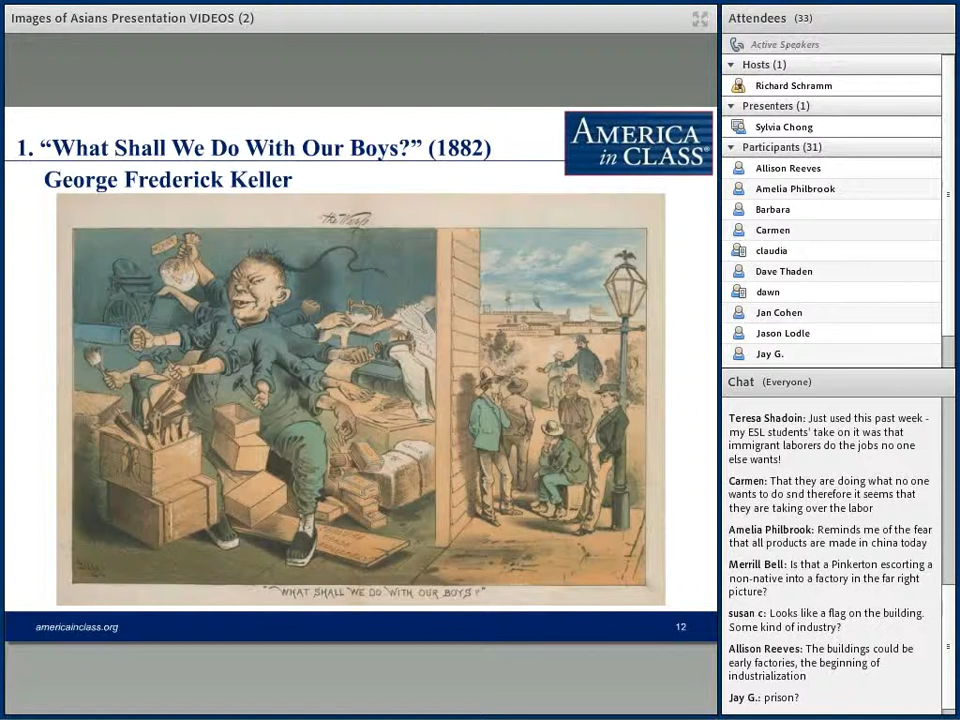 Images of Asians Presentation VIDEOS (2)
1. “What Shall We Do With Our Boys?” (1882)
George Frederick Keller
AMERICA
in CLASS®
The Wasp
"WHAT SHALL WE DO WITH OUR BOYS?"
americainclass.org
12
Attendees (33)
Active Speakers
Hosts (1)
Richard Schramm
Presenters (1)
Sylvia Chong
Participants (31)
Allison Reeves
Amelia Philbrook
Barbara
Carmen
claudia
Dave Thaden
dawn
Jan Cohen
Jason Lodle
Jay G.
Chat (Everyone)
Teresa Shadoin: Just used this past week -
my ESL students' take on it was that
immigrant laborers do the jobs no one
else wants!
Carmen: That they are doing what no one
wants to do snd therefore it seems that
they are taking over the labor
Amelia Philbrook: Reminds me of the fear
that all products are made in china today
Merrill Bell: Is that a Pinkerton escorting a
non-native into a factory in the far right
picture?
susan c: Looks like a flag on the building.
Some kind of industry?
Allison Reeves: The buildings could be
early factories, the beginning of
industrialization
Jay G.: prison?